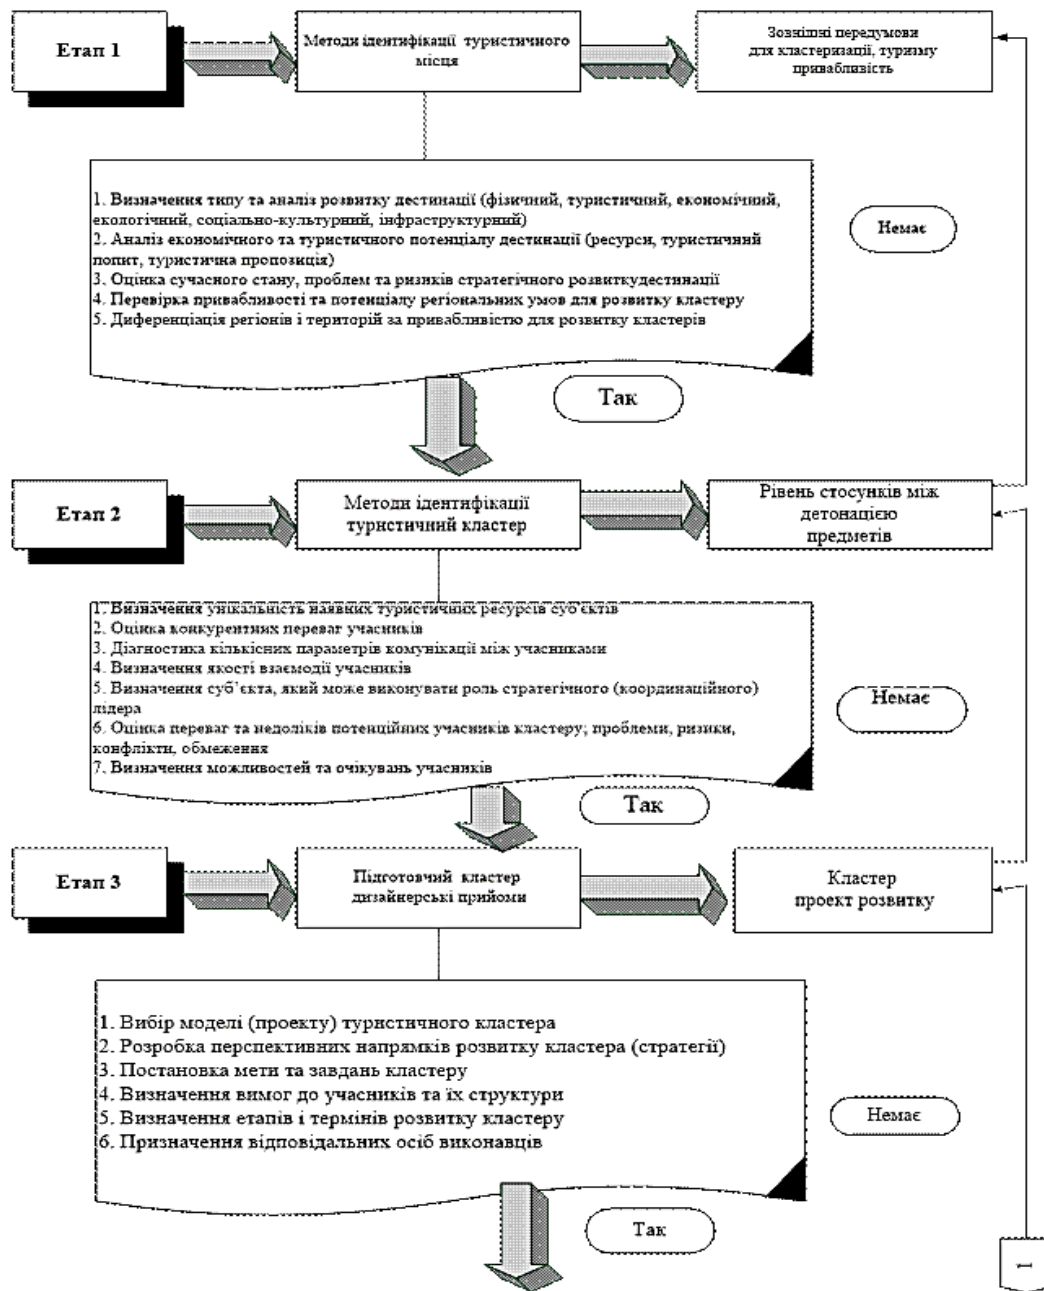 Етап 1
Методи ідентифікації туристичного
місця
Зовнішні передумови
для кластеризації, туризму
привабливість
1. Визначення типу та аналіз розвитку дестинації (фізичний, туристичний, економічний,
екологічний, соціально-культурний, інфраструктурний)
2. Аналіз економічного та туристичного потенціалу дестинації (ресурси, туристичний
попит, туристична пропозиція)
3. Оцінка сучасного стану, проблем та ризиків стратегічного розвиткудестинації
4. Перевірка привабливості та потенціалу регіональних умов для розвитку кластеру
5. Диференціація регіонів і територій за привабливістю для розвитку кластерів
Немає
Так
Етап 2
Методи ідентифікації
туристичний кластер
Рівень стосунків між
детонацією
предметів
1. Визначення унікальність наявних туристичних ресурсів суб'єктів
2. Оцінка конкурентних переваг учасників
3. Діагностика кількісних параметрів комунікації між учасниками
4. Визначення якості взаємодії учасників
5. Визначення суб'єкта, який може виконувати роль стратегічного (координаційного)
лідера
6. Оцінка переваг та недоліків потенційних учасників кластеру; проблеми, ризики,
конфлікти, обмеження
7. Визначення можливостей та очікувань учасників
Немає
Так
Етап 3
Підготовчий кластер
дизайнерські прийоми
Кластер
проект розвитку
1. Вибір моделі (проекту) туристичного кластера
2. Розробка перспективних напрямків розвитку кластера (стратегії)
3. Постановка мети та завдань кластеру
4. Визначення вимог до учасників та їх структури
5. Визначення етапів і термінів розвитку кластеру
6. Призначення відповідальних осіб виконавців
Немає
Так
1